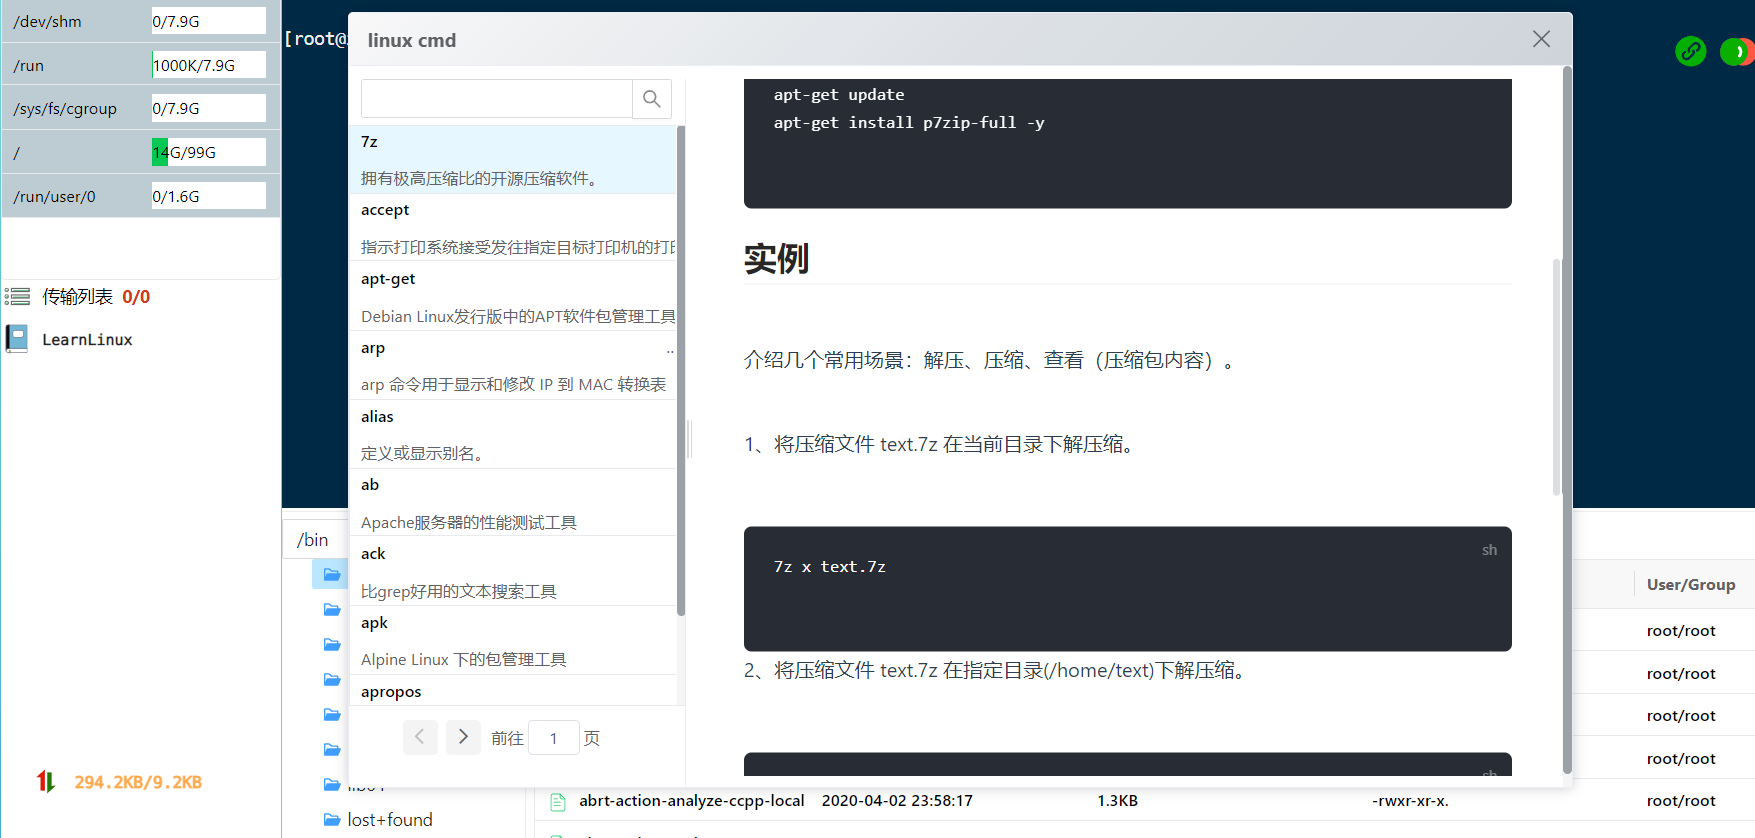 /dev/shm 0/7.9G
/run 1000K/7.9G
/sys/fs/cgroup 0/7.9G
/ 14G/99G
/run/user/0 0/1.6G
传输列表 0/0
LearnLinux
294.2KB/9.2KB
[root@
linux cmd
7z
拥有极高压缩比的开源压缩软件。
accept
指示打印系统接受发往指定目标打印机的打
apt-get
Debian Linux发行版中的APT软件包管理工具
arp ..
arp 命令用于显示和修改 IP 到 MAC 转换表
alias
定义或显示别名。
ab
Apache服务器的性能测试工具
ack
比grep好用的文本搜索工具
apk
Alpine Linux 下的包管理工具
apropos
前往 1 页
apt-get update
apt-get install p7zip-full -y
实例
介绍几个常用场景：解压、压缩、查看（压缩包内容）。
1、将压缩文件 text.7z 在当前目录下解压缩。
sh
7z x text.7z
2、将压缩文件 text.7z 在指定目录(/home/text)下解压缩。
sh
/bin
User/Group
root/root
root/root
root/root
root/root
lost+found
abrt-action-analyze-ccpp-local 2020-04-02 23:58:17 1.3KB -rwxr-xr-x. root/root